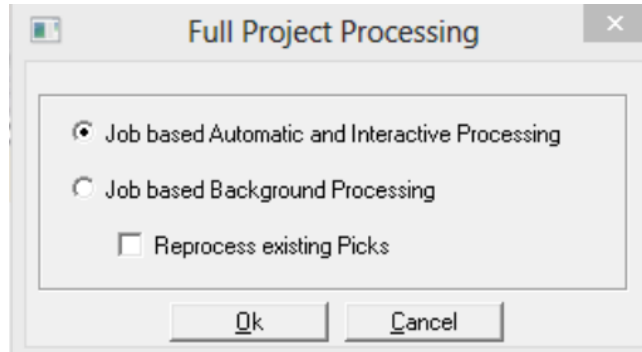 Full Project Processing
Job based Automatic and Interactive Processing
Job based Background Processing
Reprocess existing Picks
Ok
Cancel